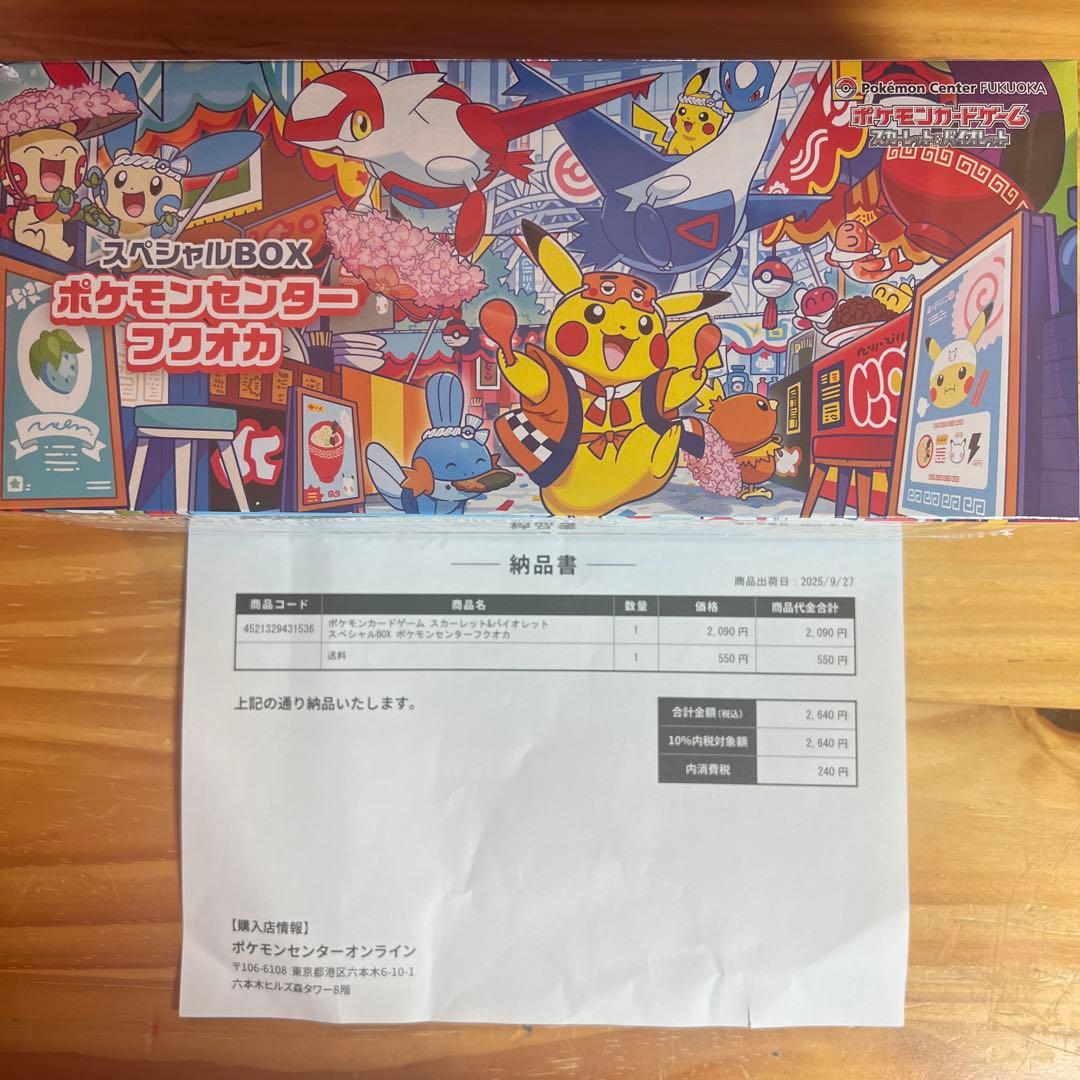 Pokémon Center FUKUOKA
ポケモンカードゲーム
スカーレット&バイオレット
スペシャルBOX
ポケモンセンター
フクオカ
納品書
商品出荷日：2025/9/27
商品コード 商品名 数量 価格 商品代金合計
4521329431536 ポケモンカードゲーム スカーレット&バイオレット 1 2,090 円 2,090 円
スペシャルBOX ポケモンセンターフクオカ
送料 1 550 円 550 円
上記の通り納品いたします。
合計金額(税込) 2,640 円
10%内税対象額 2,640 円
内消費税 240 円
【購入店情報】
ポケモンセンターオンライン
〒106-6108 東京都港区六本木6-10-1
六本木ヒルズ森タワー8階